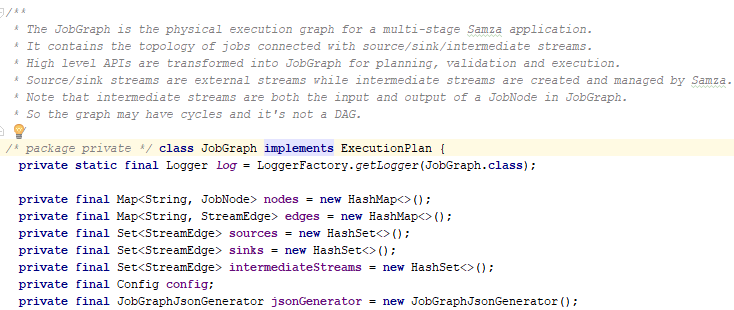 /**
 * The JobGraph is the physical execution graph for a multi-stage Samza application.
 * It contains the topology of jobs connected with source/sink/intermediate streams.
 * High level APIs are transformed into JobGraph for planning, validation and execution.
 * Source/sink streams are external streams while intermediate streams are created and managed by Samza.
 * Note that intermediate streams are both the input and output of a JobNode in JobGraph.
 * So the graph may have cycles and it's not a DAG.
/* package private */ class JobGraph implements ExecutionPlan {
  private static final Logger log = LoggerFactory.getLogger(JobGraph.class);
  private final Map<String, JobNode> nodes = new HashMap<>();
  private final Map<String, StreamEdge> edges = new HashMap<>();
  private final Set<StreamEdge> sources = new HashSet<>();
  private final Set<StreamEdge> sinks = new HashSet<>();
  private final Set<StreamEdge> intermediateStreams = new HashSet<>();
  private final Config config;
  private final JobGraphJsonGenerator jsonGenerator = new JobGraphJsonGenerator();